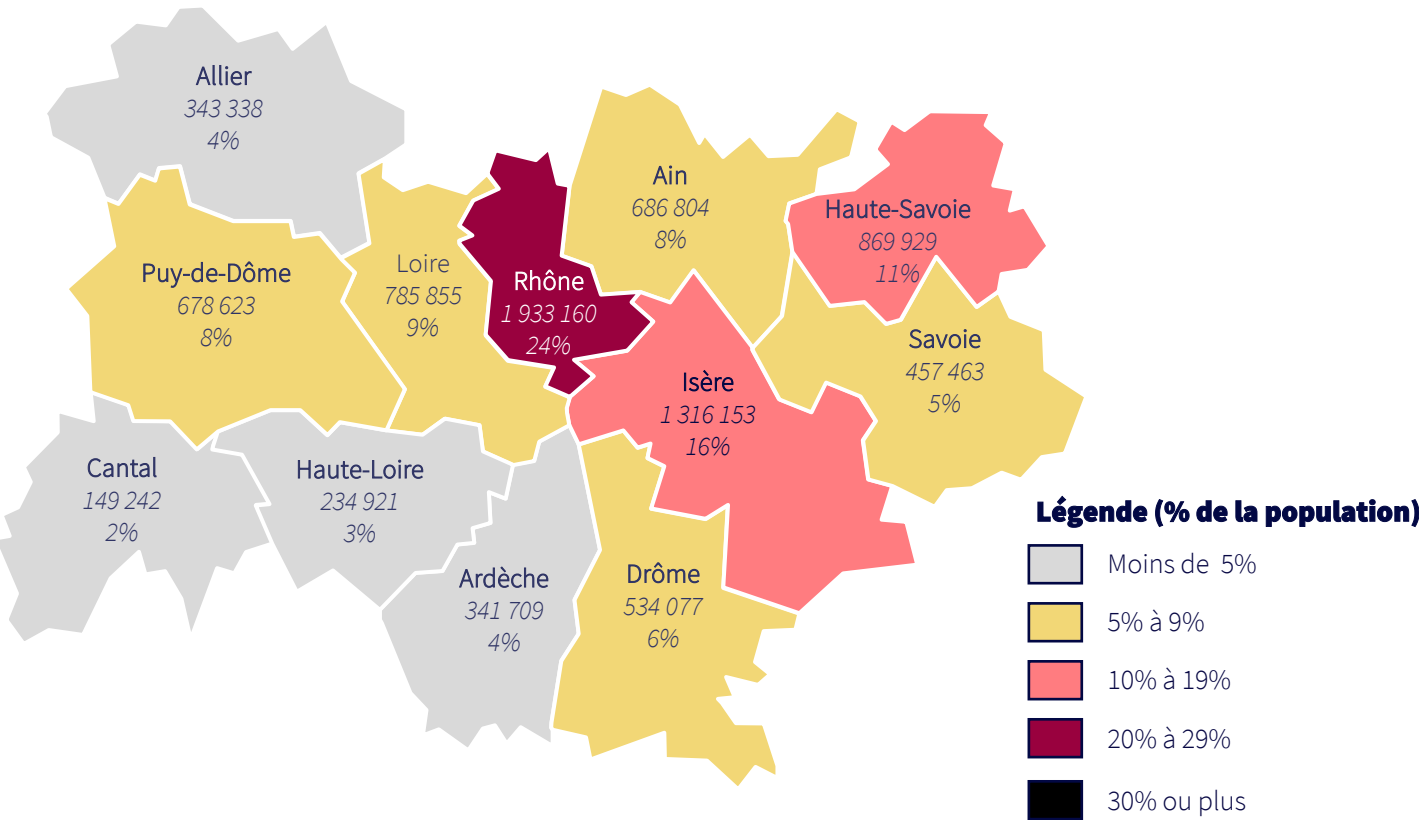 Allier
343 338
4%
Ain
686 804
8%
Haute-Savoie
869 929
11%
Puy-de-Dôme
678 623
8%
Loire
785 855
9%
Rhône
1 933 160
24%
Savoie
457 463
5%
Isère
1 316 153
16%
Cantal
149 242
2%
Haute-Loire
234 921
3%
Ardèche
341 709
4%
Drôme
534 077
6%
Légende (% de la population)
Moins de 5%
5% à 9%
10% à 19%
20% à 29%
30% ou plus